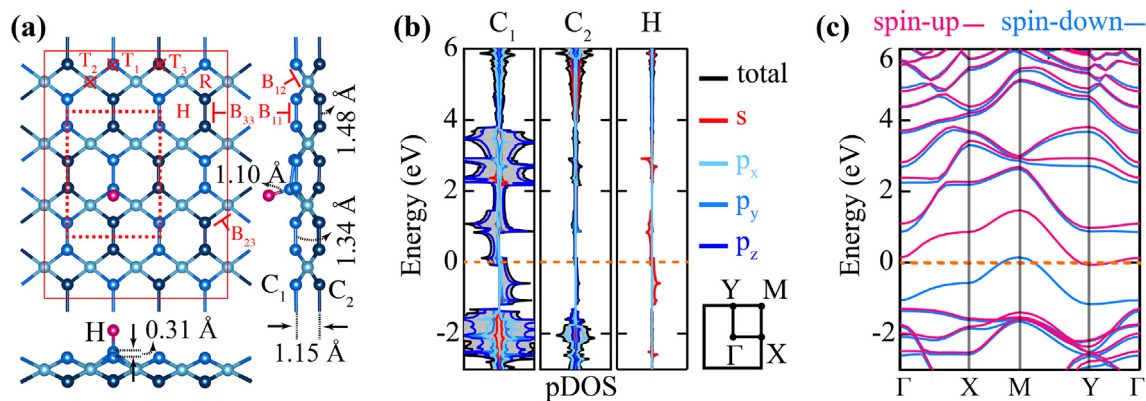 (a)
T₂ T₁ T₃
R
H
B₃₃
B₁₂
B₁₁
1.48 Å
1.10 Å
1.34 Å
B₂₃
C₁ C₂
H
0.31 Å
1.15 Å
(b)
C₁ C₂ H
Energy (eV)
6
4
2
0
-2
total
s
pₓ
p_y
p_z
Y M
Γ X
pDOS
(c)
spin-up spin-down
Energy (eV)
6
4
2
0
-2
Γ X M Y Γ